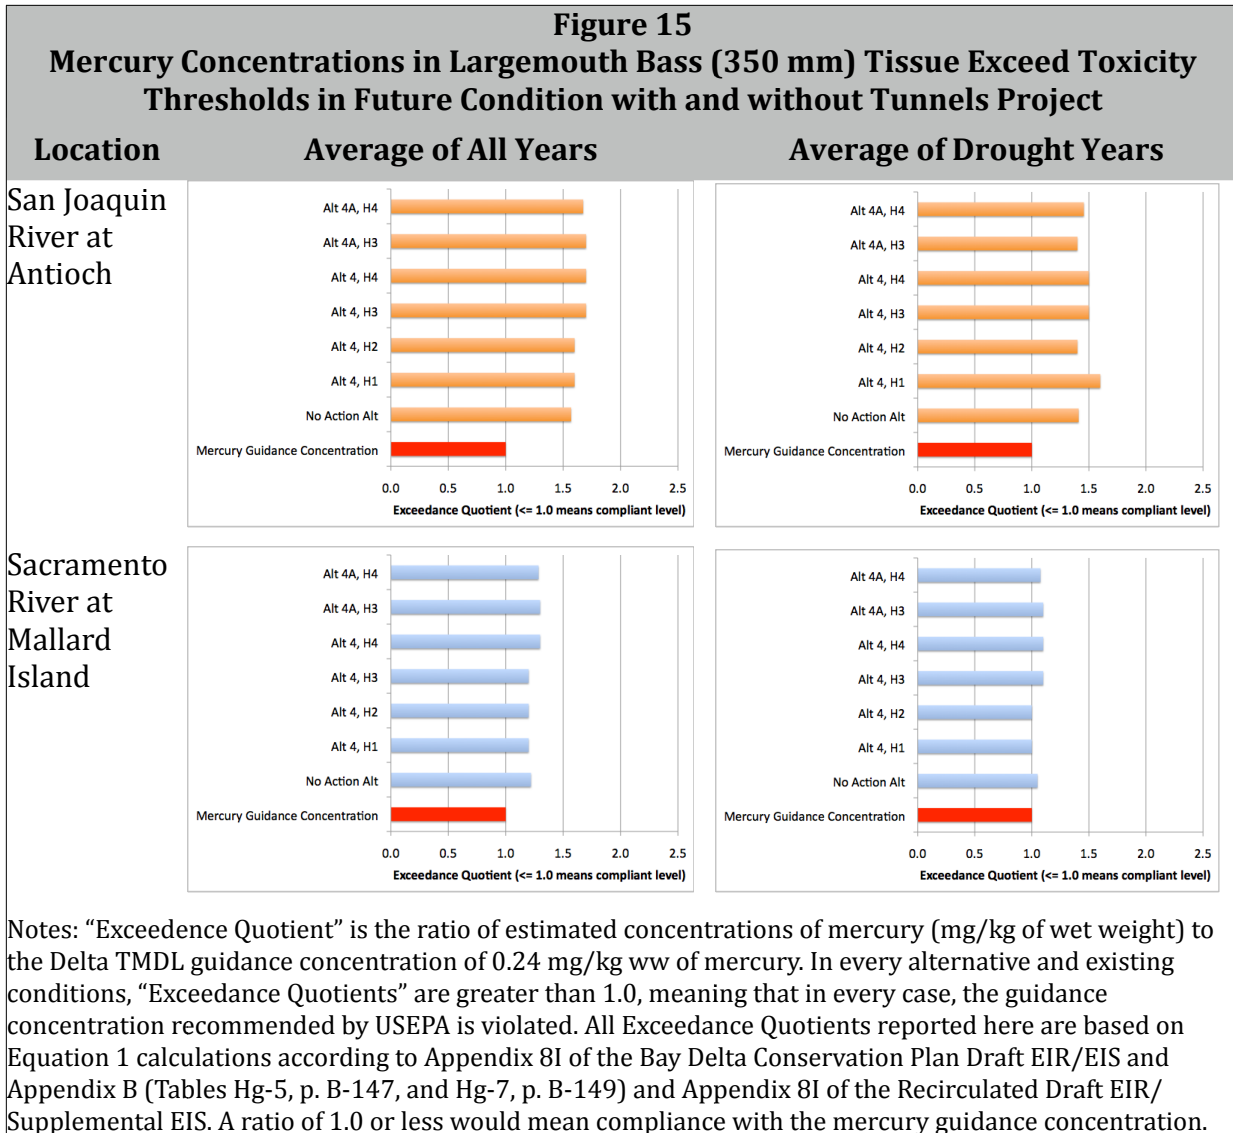 Figure 15
Mercury Concentrations in Largemouth Bass (350 mm) Tissue Exceed Toxicity
Thresholds in Future Condition with and without Tunnels Project
Location Average of All Years Average of Drought Years
San Joaquin
River at
Antioch
Alt 4A, H4
Alt 4A, H3
Alt 4, H4
Alt 4, H3
Alt 4, H2
Alt 4, H1
No Action Alt
Mercury Guidance Concentration
0.0 0.5 1.0 1.5 2.0 2.5
Exceedance Quotient (<= 1.0 means compliant level)
Alt 4A, H4
Alt 4A, H3
Alt 4, H4
Alt 4, H3
Alt 4, H2
Alt 4, H1
No Action Alt
Mercury Guidance Concentration
0.0 0.5 1.0 1.5 2.0 2.5
Exceedance Quotient (<= 1.0 means compliant level)
Sacramento
River at
Mallard
Island
Alt 4A, H4
Alt 4A, H3
Alt 4, H4
Alt 4, H3
Alt 4, H2
Alt 4, H1
No Action Alt
Mercury Guidance Concentration
0.0 0.5 1.0 1.5 2.0 2.5
Exceedance Quotient (<= 1.0 means compliant level)
Alt 4A, H4
Alt 4A, H3
Alt 4, H4
Alt 4, H3
Alt 4, H2
Alt 4, H1
No Action Alt
Mercury Guidance Concentration
0.0 0.5 1.0 1.5 2.0 2.5
Exceedance Quotient (<= 1.0 means compliant level)
Notes: “Exceedence Quotient” is the ratio of estimated concentrations of mercury (mg/kg of wet weight) to
the Delta TMDL guidance concentration of 0.24 mg/kg ww of mercury. In every alternative and existing
conditions, “Exceedance Quotients” are greater than 1.0, meaning that in every case, the guidance
concentration recommended by USEPA is violated. All Exceedance Quotients reported here are based on
Equation 1 calculations according to Appendix 8I of the Bay Delta Conservation Plan Draft EIR/EIS and
Appendix B (Tables Hg-5, p. B-147, and Hg-7, p. B-149) and Appendix 8I of the Recirculated Draft EIR/
Supplemental EIS. A ratio of 1.0 or less would mean compliance with the mercury guidance concentration.